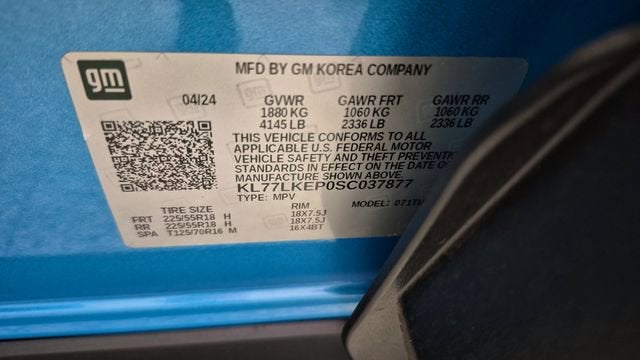 gm
MFD BY GM KOREA COMPANY
04/24 GVWR GAWR FRT GAWR RR
1880 KG 1060 KG 1060 KG
4145 LB 2336 LB 2336 LB
THIS VEHICLE CONFORMS TO ALL
APPLICABLE U.S. FEDERAL MOTOR
VEHICLE SAFETY AND THEFT PREVENTIO
STANDARDS IN EFFECT ON THE DATE O
MANUFACTURE SHOWN ABOVE.
KL77LKEP0SC037877
TYPE: MPV MODEL: 071TU
TIRE SIZE RIM
FRT 225/55R18 H 18X7.5J
RR 225/55R18 H 18X7.5J
SPA T125/70R16 M 16X4BT